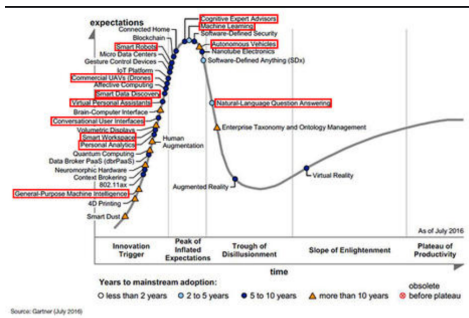 expectations
Cognitive Expert Advisors
Connected Home
Machine Learning
Blockchain
Software-Defined Security
Smart Robots
Autonomous Vehicles
Micro Data Centers
Nanotube Electronics
Gesture Control Devices
Software-Defined Anything (SDx)
IoT Platform
Commercial UAVs (Drones
Affective Computing
Smart Data Discovery
Virtual Personal Assistants
Natural-Language Question Answering
Brain-Computer Interface
Conversational User Interfaces
Volumetric Displays
Enterprise Taxonomy and Ontology Management
Smart Workspace
Human
Augmentation
Personal Analytics
Quantum Computing
Data Broker PaaS (dbrPaaS)
Neuromorphic Hardware
Context Brokering
Virtual Reality
802.11ax
Augmented Reality
General-Purpose Machine Intelligence
4D Printing
Smart Dust
As of July 2016
Innovation
Trigger
Peak of
Inflated
Expectations
Trough of
Disillusionment
Slope of Enlightenment
Plateau of
Productivity
time
Years to mainstream adoption:
less than 2 years
2 to 5 years
5 to 10 years
more than 10 years
obsolete
before plateau
Source: Gartner (July 2016)